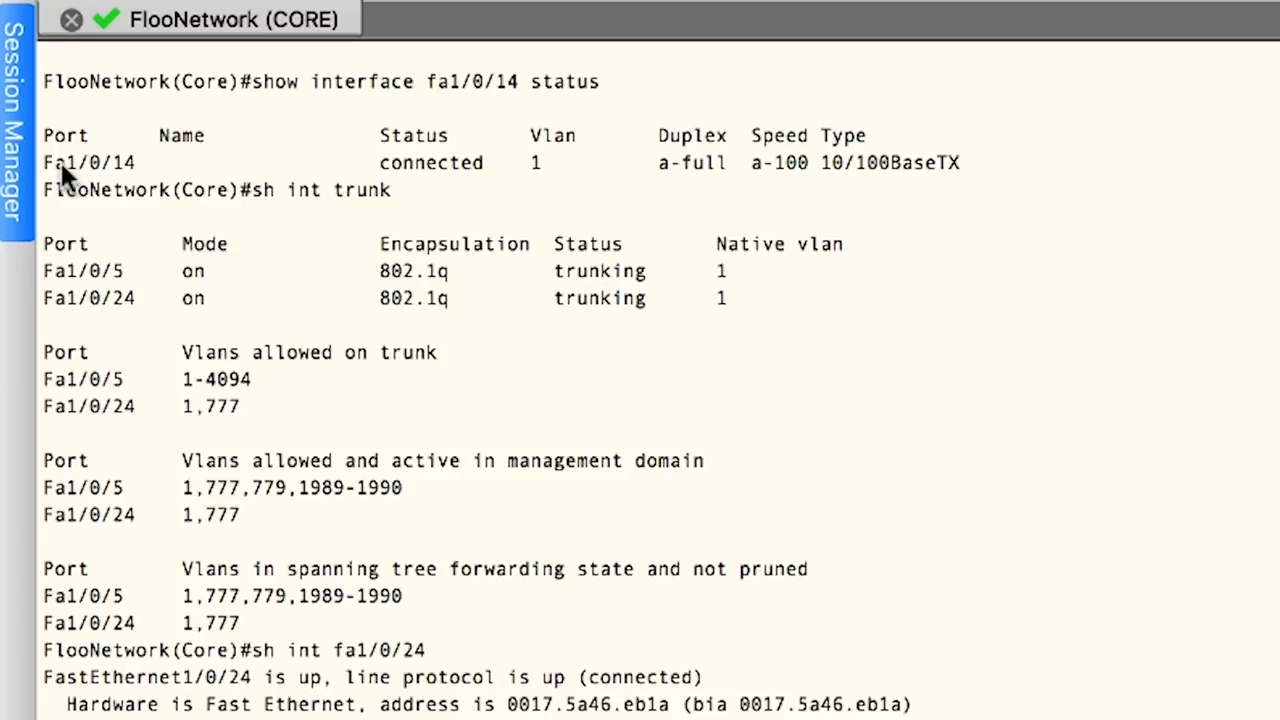 FlooNetwork (CORE)
Session Manager
FlooNetwork(Core)#show interface fa1/0/14 status
Port Name Status Vlan Duplex Speed Type
Fa1/0/14 connected 1 a-full a-100 10/100BaseTX
FlooNetwork(Core)#sh int trunk
Port Mode Encapsulation Status Native vlan
Fa1/0/5 on 802.1q trunking 1
Fa1/0/24 on 802.1q trunking 1
Port Vlans allowed on trunk
Fa1/0/5 1-4094
Fa1/0/24 1,777
Port Vlans allowed and active in management domain
Fa1/0/5 1,777,779,1989-1990
Fa1/0/24 1,777
Port Vlans in spanning tree forwarding state and not pruned
Fa1/0/5 1,777,779,1989-1990
Fa1/0/24 1,777
FlooNetwork(Core)#sh int fa1/0/24
FastEthernet1/0/24 is up, line protocol is up (connected)
Hardware is Fast Ethernet, address is 0017.5a46.eb1a (bia 0017.5a46.eb1a)